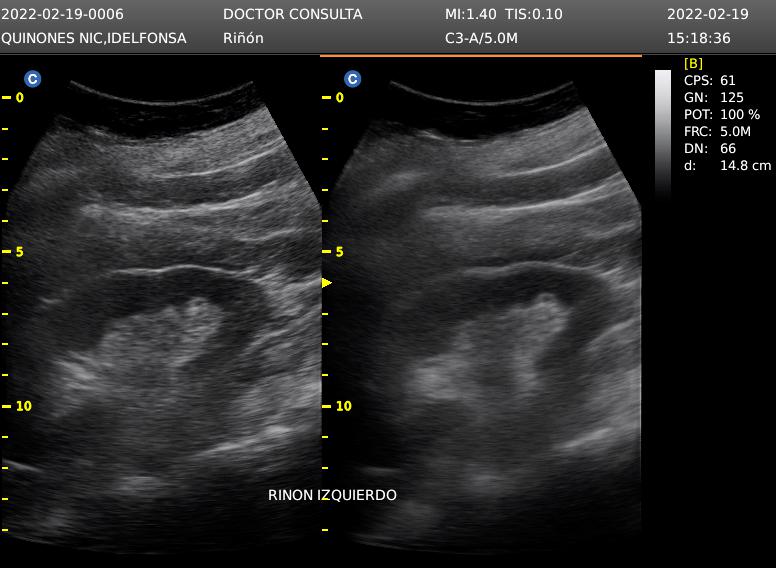 2022-02-19-0006 DOCTOR CONSULTA MI:1.40 TIS:0.10 2022-02-19
QUINONES NIC,IDELFONSA Riñón C3-A/5.0M 15:18:36
[B]
CPS: 61
GN: 125
POT: 100 %
FRC: 5.0M
DN: 66
d: 14.8 cm
C C
0 0
5 5
10 10
RINON IZQUIERDO